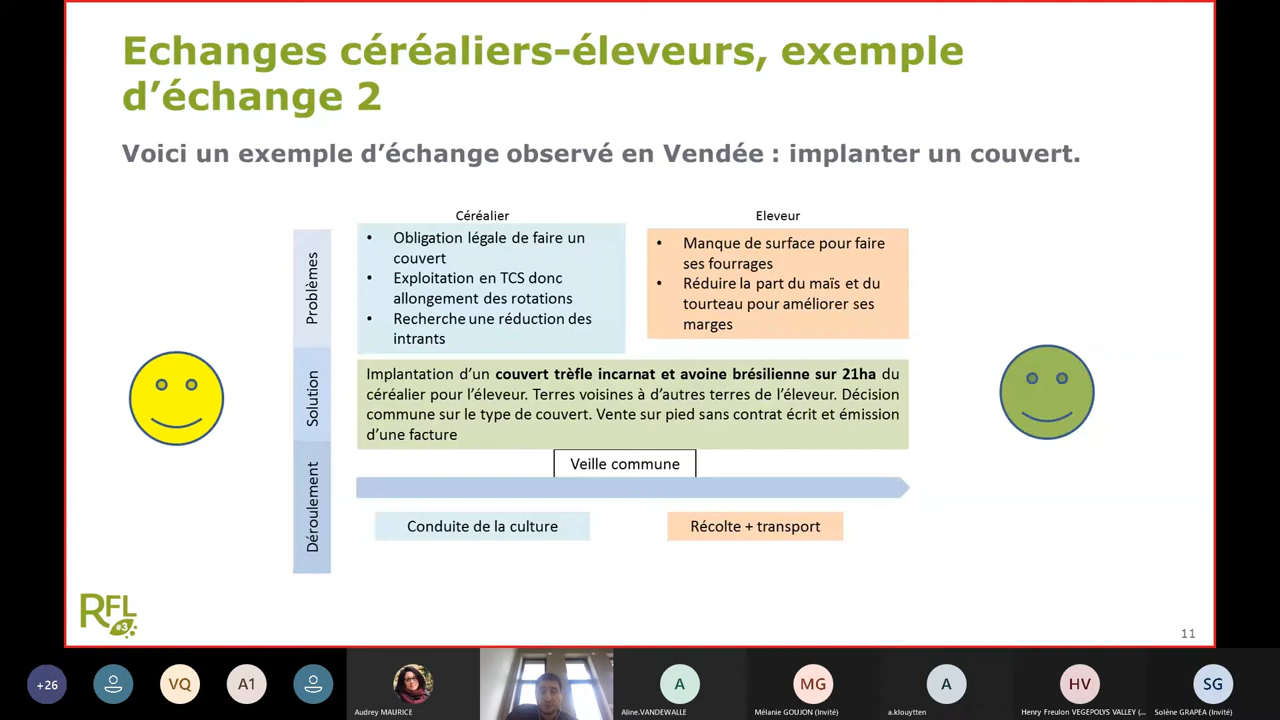 Echanges céréaliers-éleveurs, exemple
d’échange 2
Voici un exemple d’échange observé en Vendée : implanter un couvert.
Céréalier
Eleveur
Problèmes
• Obligation légale de faire un
couvert
• Exploitation en TCS donc
allongement des rotations
• Recherche une réduction des
intrants
• Manque de surface pour faire
ses fourrages
• Réduire la part du maïs et du
tourteau pour améliorer ses
marges
Solution
Implantation d’un couvert trèfle incarnat et avoine brésilienne sur 21ha du
céréalier pour l’éleveur. Terres voisines à d’autres terres de l’éleveur. Décision
commune sur le type de couvert. Vente sur pied sans contrat écrit et émission
d’une facture
Déroulement
Veille commune
Conduite de la culture
Récolte + transport
RFL
#3
11
+26
VQ
A1
Audrey MAURICE
A
Aline.VANDEWALLE
MG
Mélanie GOUJON (Invité)
A
a.klouytten
HV
Henry Freulon VEGEPOLYS VALLEY (...
SG
Solène GRAPEA (Invité)